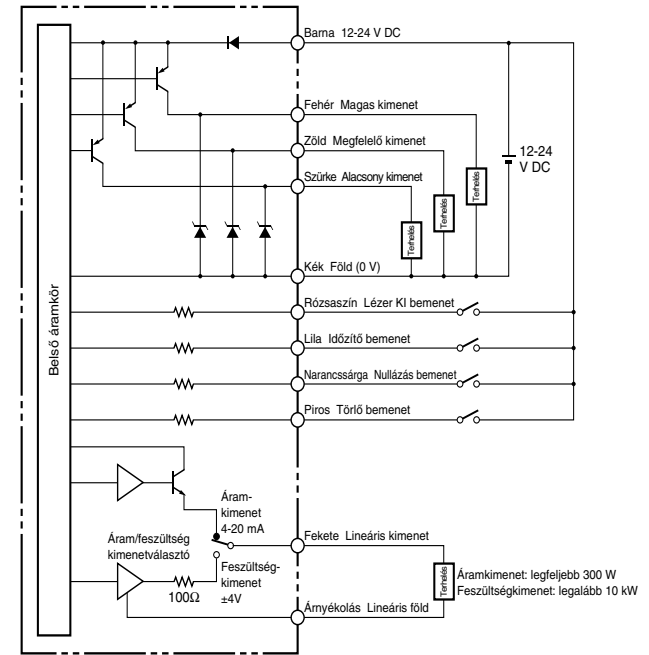 Barna 12-24 V DC
Fehér Magas kimenet
Zöld Megfelelő kimenet
12-24
V DC
Szürke Alacsony kimenet
Terhelés
Terhelés
Terhelés
Kék Föld (0 V)
Rózsaszín Lézer KI bemenet
Belső áramkör
Lila Időzítő bemenet
Narancssárga Nullázás bemenet
Piros Törlő bemenet
Áram-
kimenet
4-20 mA
Fekete Lineáris kimenet
Áram/feszültség
kimenetválasztó
Feszültség-
kimenet
±4V
100Ω
Terhelés
Áramkimenet: legfeljebb 300 W
Feszültségkimenet: legalább 10 kW
Árnyékolás Lineáris föld